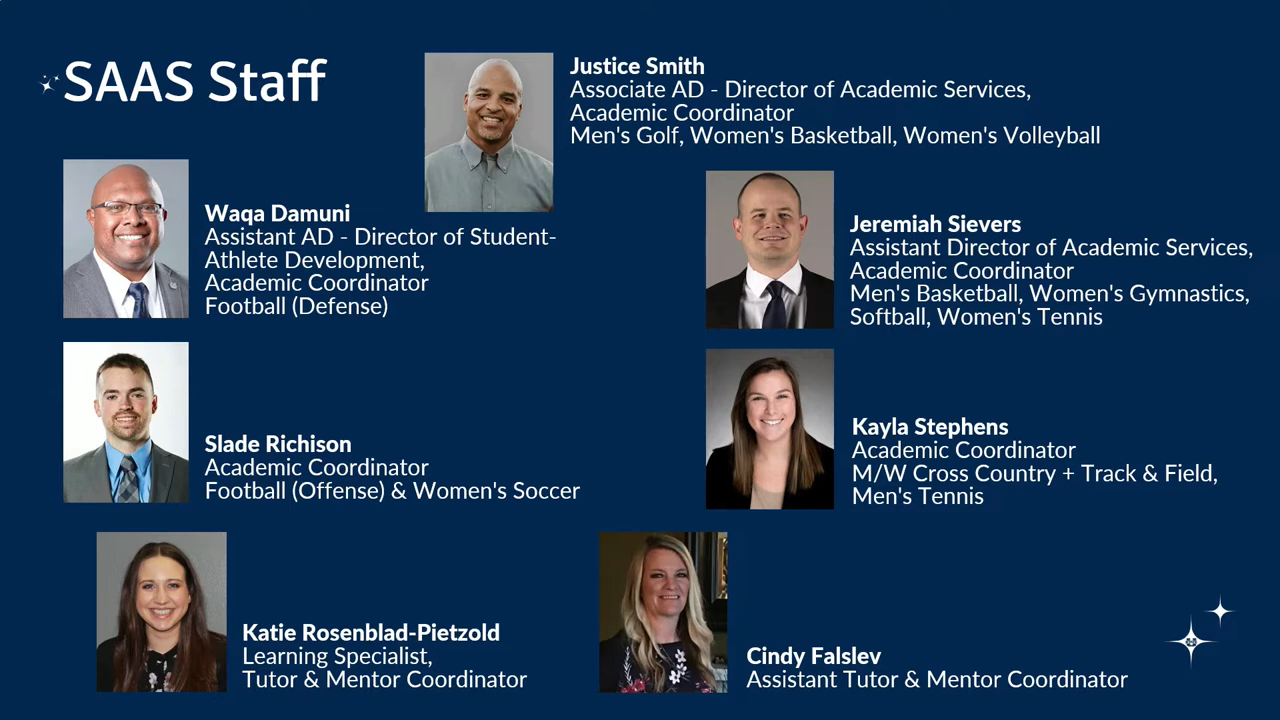 SAAS Staff
Justice Smith
Associate AD - Director of Academic Services,
Academic Coordinator
Men's Golf, Women's Basketball, Women's Volleyball
Waqa Damuni
Assistant AD - Director of Student-
Athlete Development,
Academic Coordinator
Football (Defense)
Jeremiah Sievers
Assistant Director of Academic Services,
Academic Coordinator
Men's Basketball, Women's Gymnastics,
Softball, Women's Tennis
Slade Richison
Academic Coordinator
Football (Offense) & Women's Soccer
Kayla Stephens
Academic Coordinator
M/W Cross Country + Track & Field,
Men's Tennis
Katie Rosenblad-Pietzold
Learning Specialist,
Tutor & Mentor Coordinator
Cindy Falslev
Assistant Tutor & Mentor Coordinator